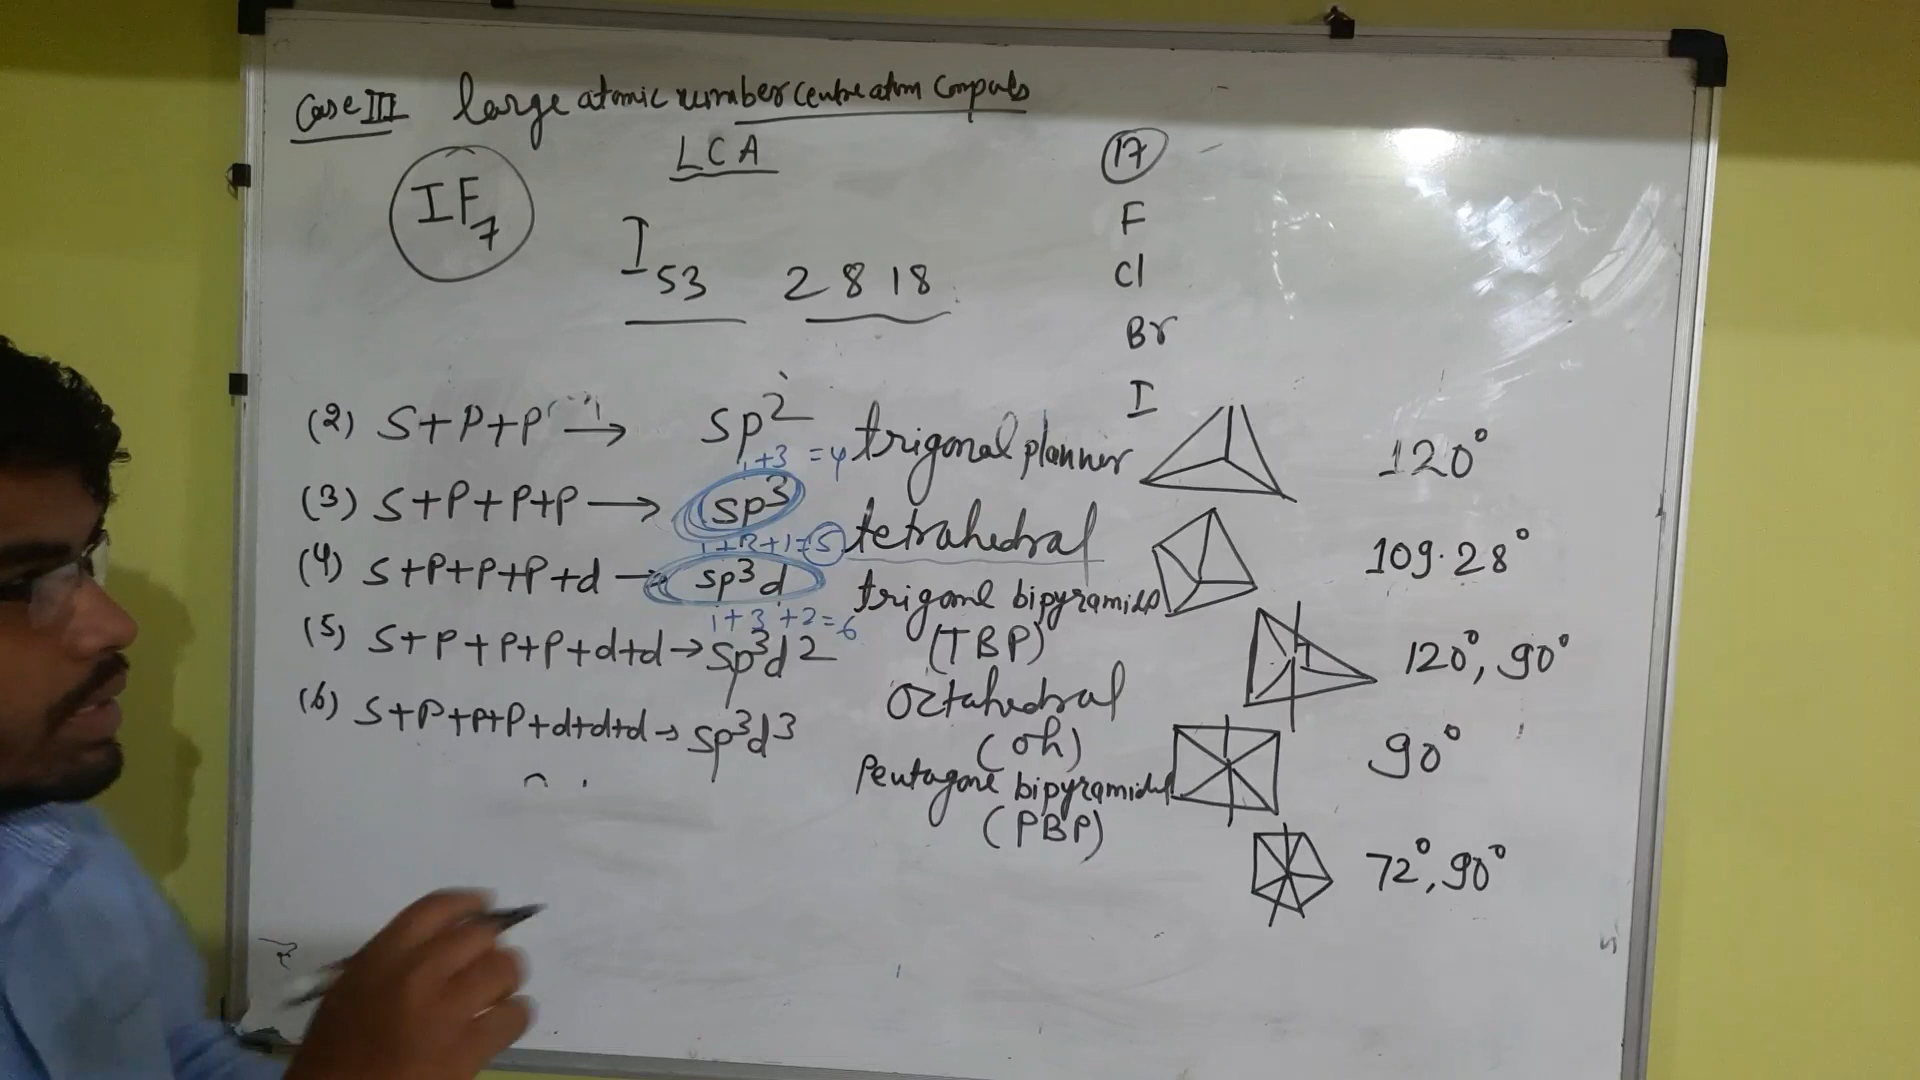 Case III large atomic number centre atom compuds
LCA
IF7
I53 2 8 18
17
F
Cl
Br
I
(2) S+P+P → sp2 trigonal planner 120°
1+3=4
(3) S+P+P+P → sp3 tetrahedral 109.28°
1+3+1=5
(4) S+P+P+P+d → sp3d trigonal bipyramidal 120°, 90°
(TBP)
1+3+2=6
(5) S+P+P+P+d+d → sp3d2 Octahedral 90°
(oh)
(6) S+P+P+P+d+d+d → sp3d3 Pentagonal bipyramidal 72°, 90°
(PBP)